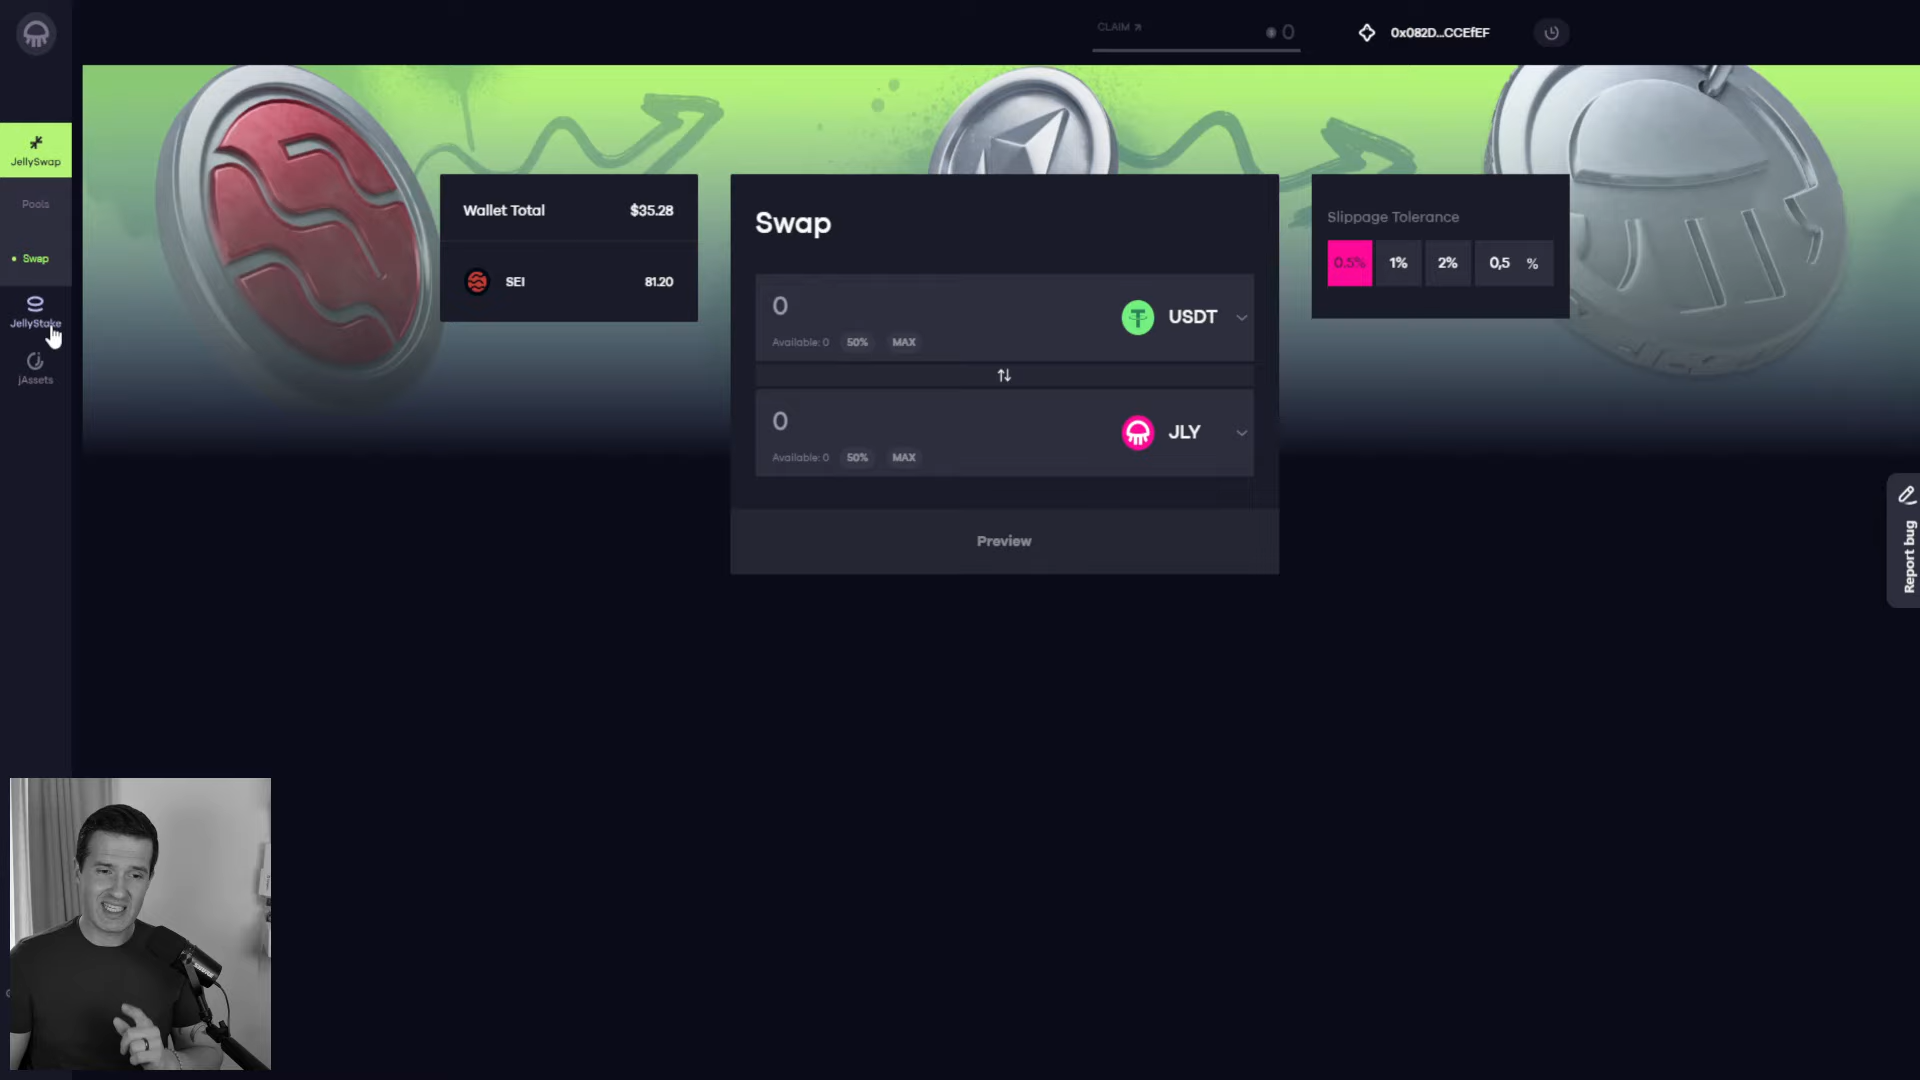 CLAIM
0
0x082D...CCEfEF
JellySwap
Pools
Swap
JellyStake
jAssets
Wallet Total
$35.28
SEI
81.20
Swap
0
USDT
Available: 0
50%
MAX
0
JLY
Available: 0
50%
MAX
Preview
Slippage Tolerance
0.5%
1%
2%
0,5 %
Report bug